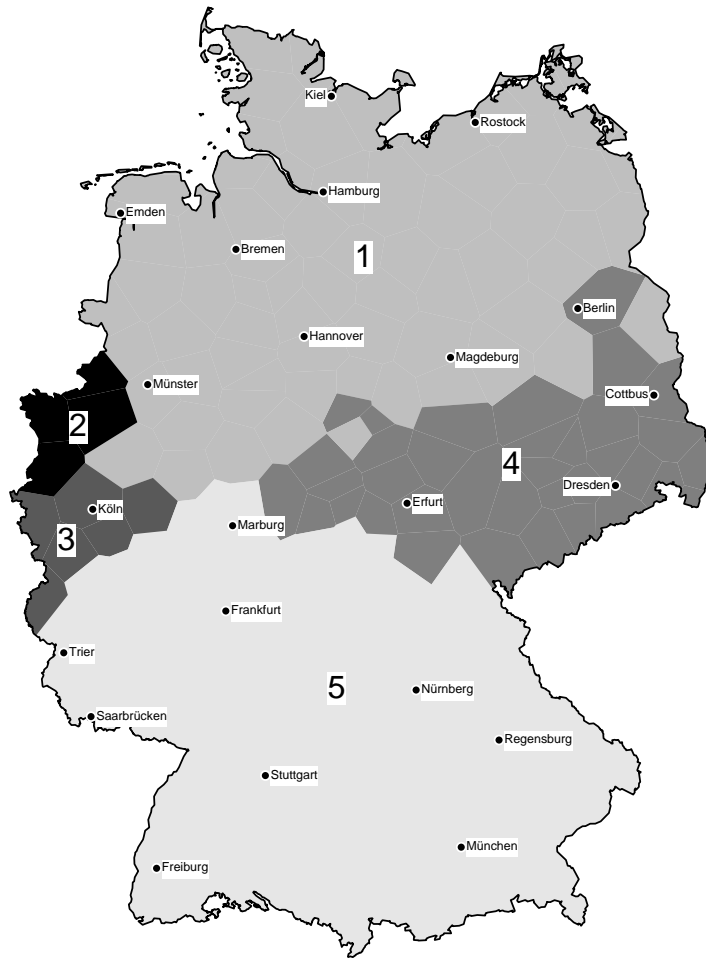 Kiel
Rostock
Hamburg
Emden
Bremen
1
Berlin
Hannover
Magdeburg
Münster
Cottbus
2
4
Dresden
Erfurt
Köln
Marburg
3
Frankfurt
Trier
5
Nürnberg
Saarbrücken
Regensburg
Stuttgart
München
Freiburg